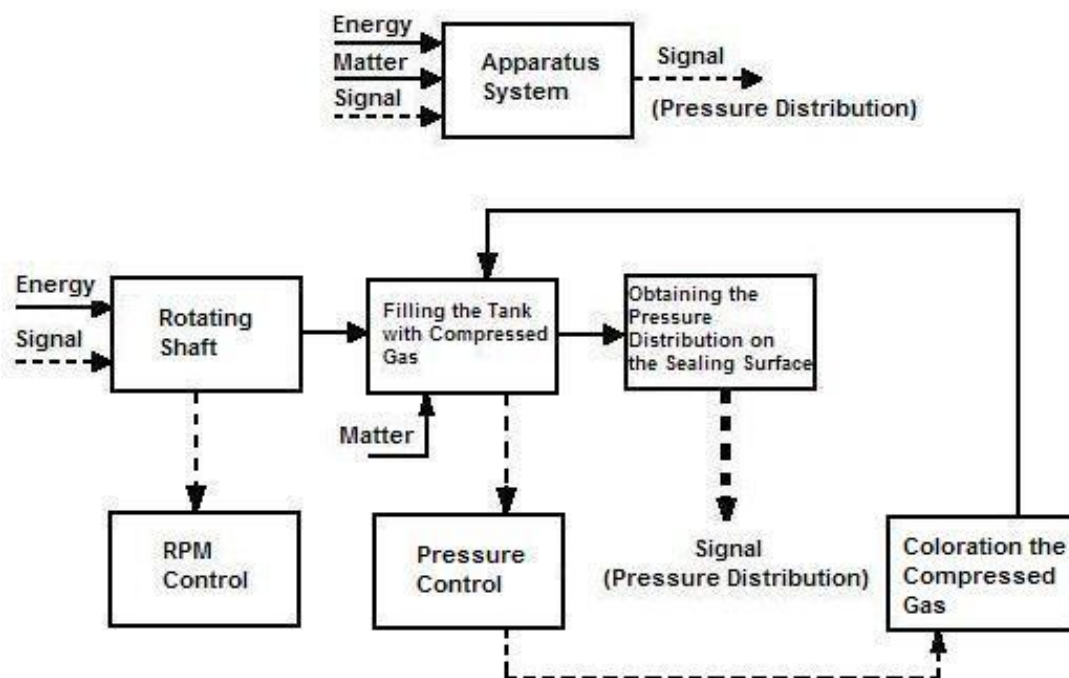 Energy
Matter
Signal
Apparatus
System
Signal
(Pressure Distribution)
Energy
Signal
Rotating
Shaft
Filling the Tank
with Compressed
Gas
Obtaining the
Pressure
Distribution on
the Sealing Surface
Matter
RPM
Control
Pressure
Control
Signal
(Pressure Distribution)
Coloration the
Compressed
Gas